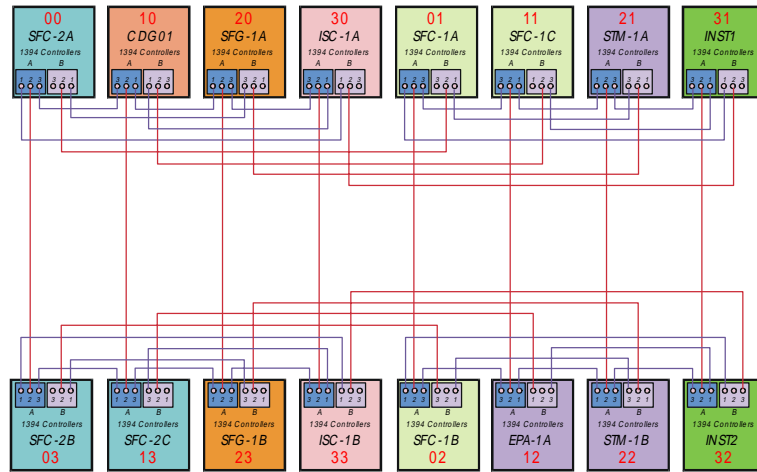 00 10 20 30 01 11 21 31
SFC-2A CDG01 SFG-1A ISC-1A SFC-1A SFC-1C STM-1A INST1
1394 Controllers 1394 Controllers 1394 Controllers 1394 Controllers 1394 Controllers 1394 Controllers 1394 Controllers 1394 Controllers
A B A B A B A B A B A B A B A B
A B A B A B A B A B A B A B A B
1394 Controllers 1394 Controllers 1394 Controllers 1394 Controllers 1394 Controllers 1394 Controllers 1394 Controllers 1394 Controllers
SFC-2B SFC-2C SFG-1B ISC-1B SFC-1B EPA-1A STM-1B INST2
03 13 23 33 02 12 22 32